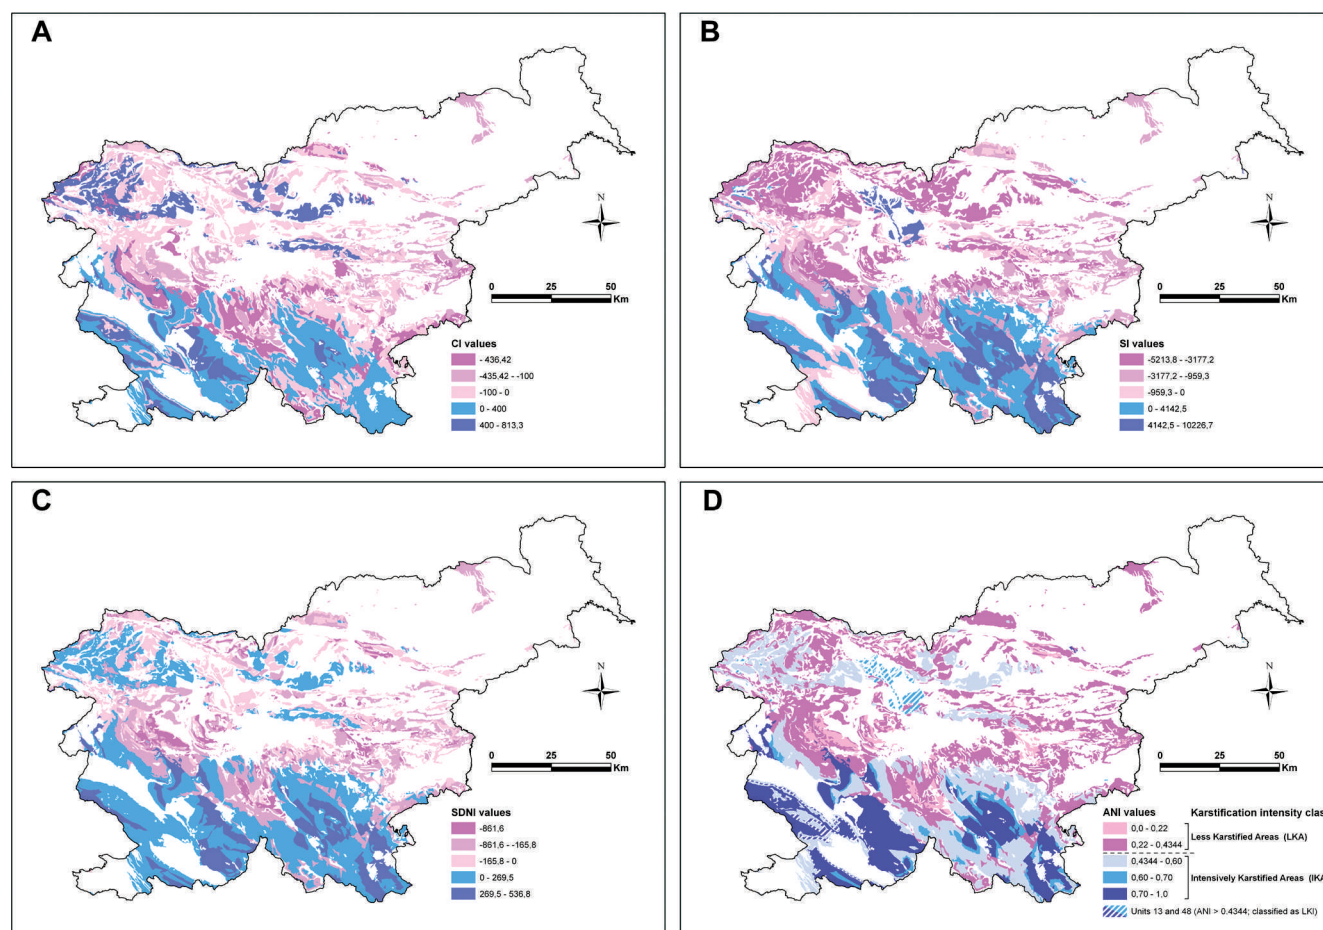 A
N
0 25 50
Km
CI values
- 436,42
-435,42 - -100
-100 - 0
0 - 400
400 - 813,3
B
N
0 25 50
Km
SI values
-5213,8 - -3177,2
-3177,2 - -959,3
-959,3 - 0
0 - 4142,5
4142,5 - 10226,7
C
N
0 25 50
Km
SDNI values
-861,6
-861,6 - -165,8
-165,8 - 0
0 - 269,5
269,5 - 536,8
D
N
0 25 50
Km
ANI values Karstification intensity clas
0,0 - 0,22
0,22 - 0,4344
Less Karstified Areas (LKA)
0,4344 - 0,60
0,60 - 0,70
Intensively Karstified Areas (IKA
0,70 - 1,0
Units 13 and 48 (ANI > 0.4344; classified as LKI)